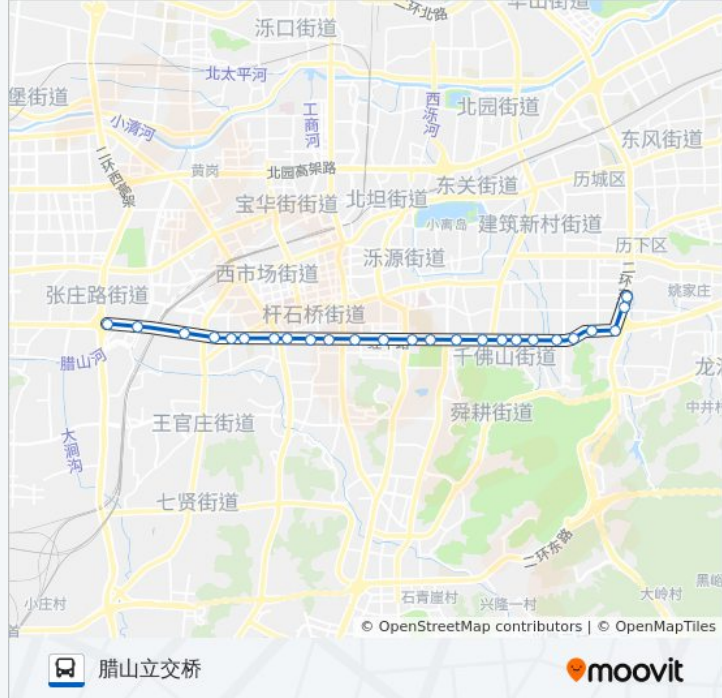 二环北路
华山街道
泺口街道
北太平河
堡街道
工商河
西泺河
北园街道
小清河
东风街道
二环西高架
黄岗
北园高架路
东关街道
历城区
宝华街街道
北坦街道
小离岛
建筑新村街道
历下区
泺源街道
西市场街道
二环
姚家庄
张庄路街道
杆石桥街道
腊山河
千佛山街道
龙洞
中井村
舜耕街道
王官庄街道
大涧沟
七贤街道
二环东路
黑峪
大岭村
石青崖村
兴隆一村
小庄村
首
© OpenStreetMap contributors | © OpenMapTiles
腊山立交桥
moovit